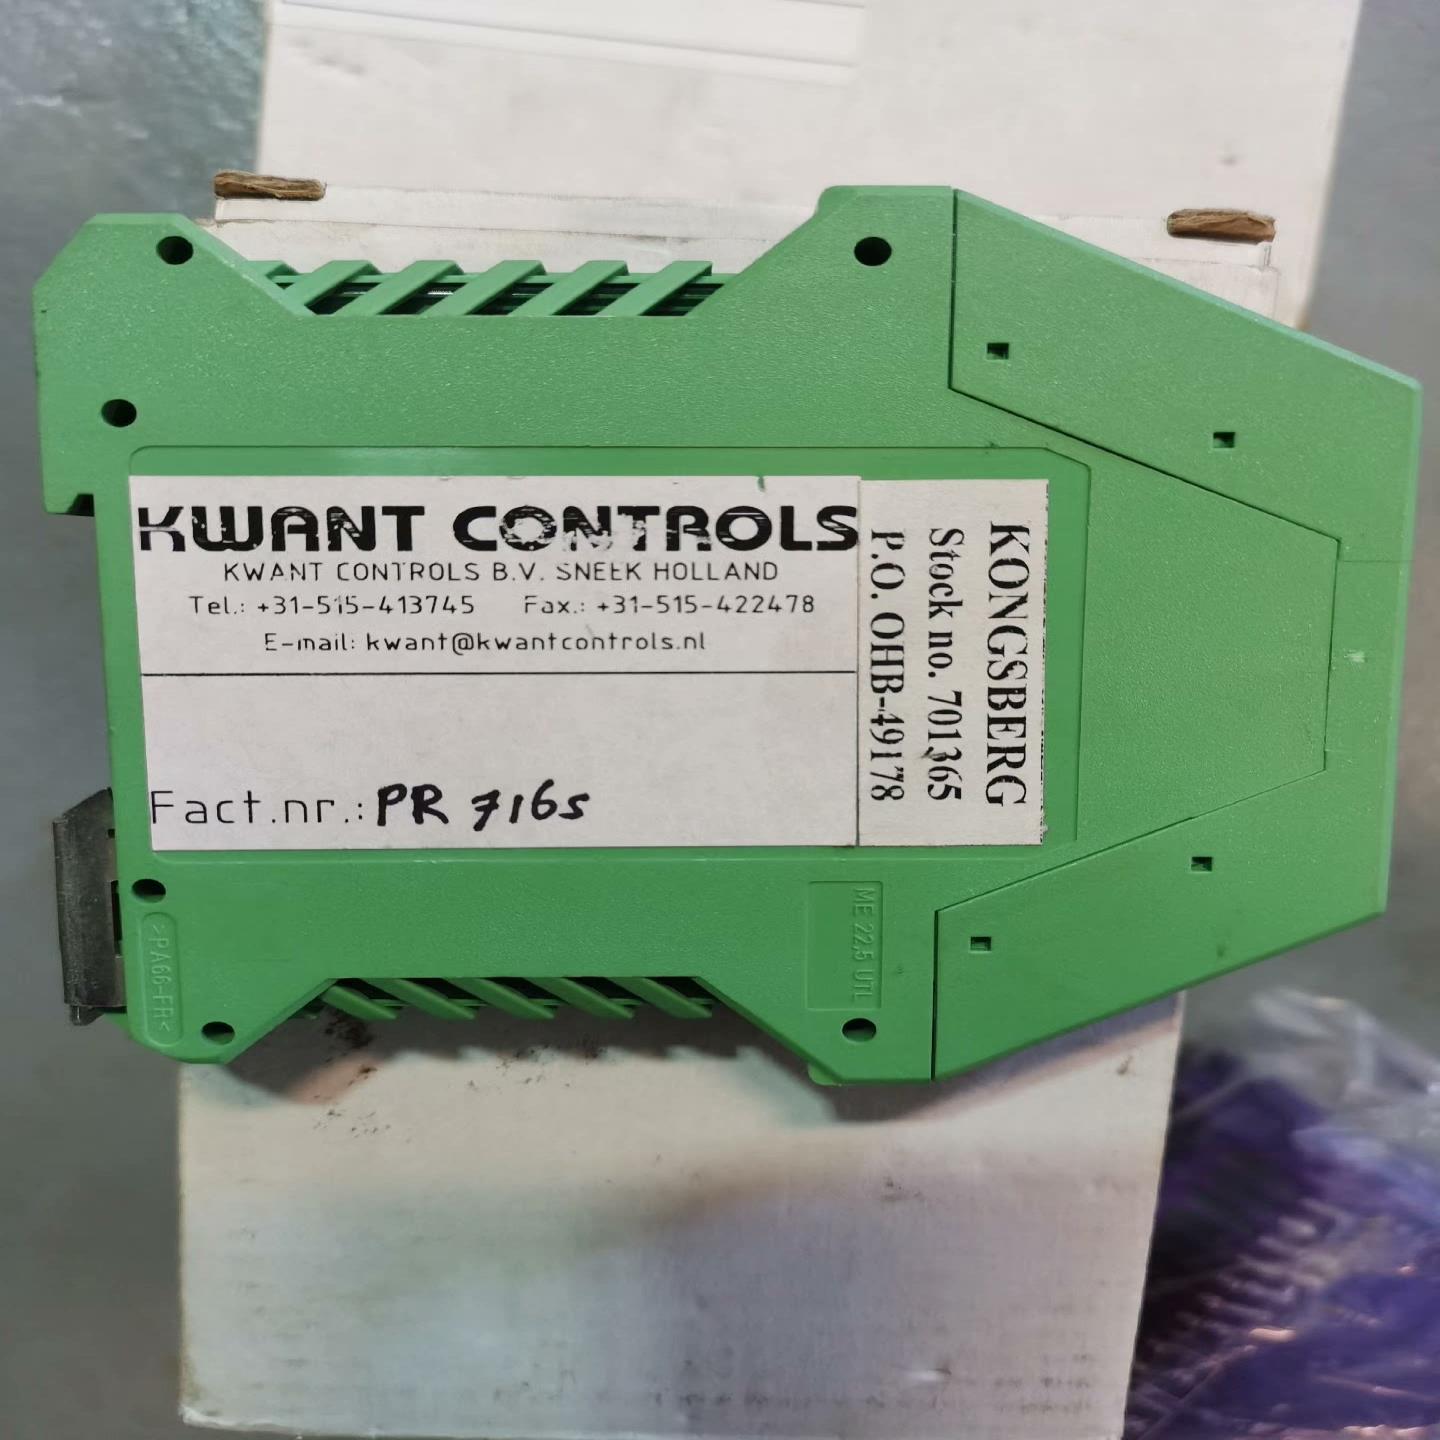 KWANT CONTROLS
KWANT CONTROLS B.V. SNEEK HOLLAND
Tel.: +31-515-413745 Fax.: +31-515-422478
E-mail: kwant@kwantcontrols.nl
Fact.nr.: PR 7165
KONGSBERG
Stock no. 701365
P.O. OHB-49178
ME 22,5 UTL
>PA66-FR<